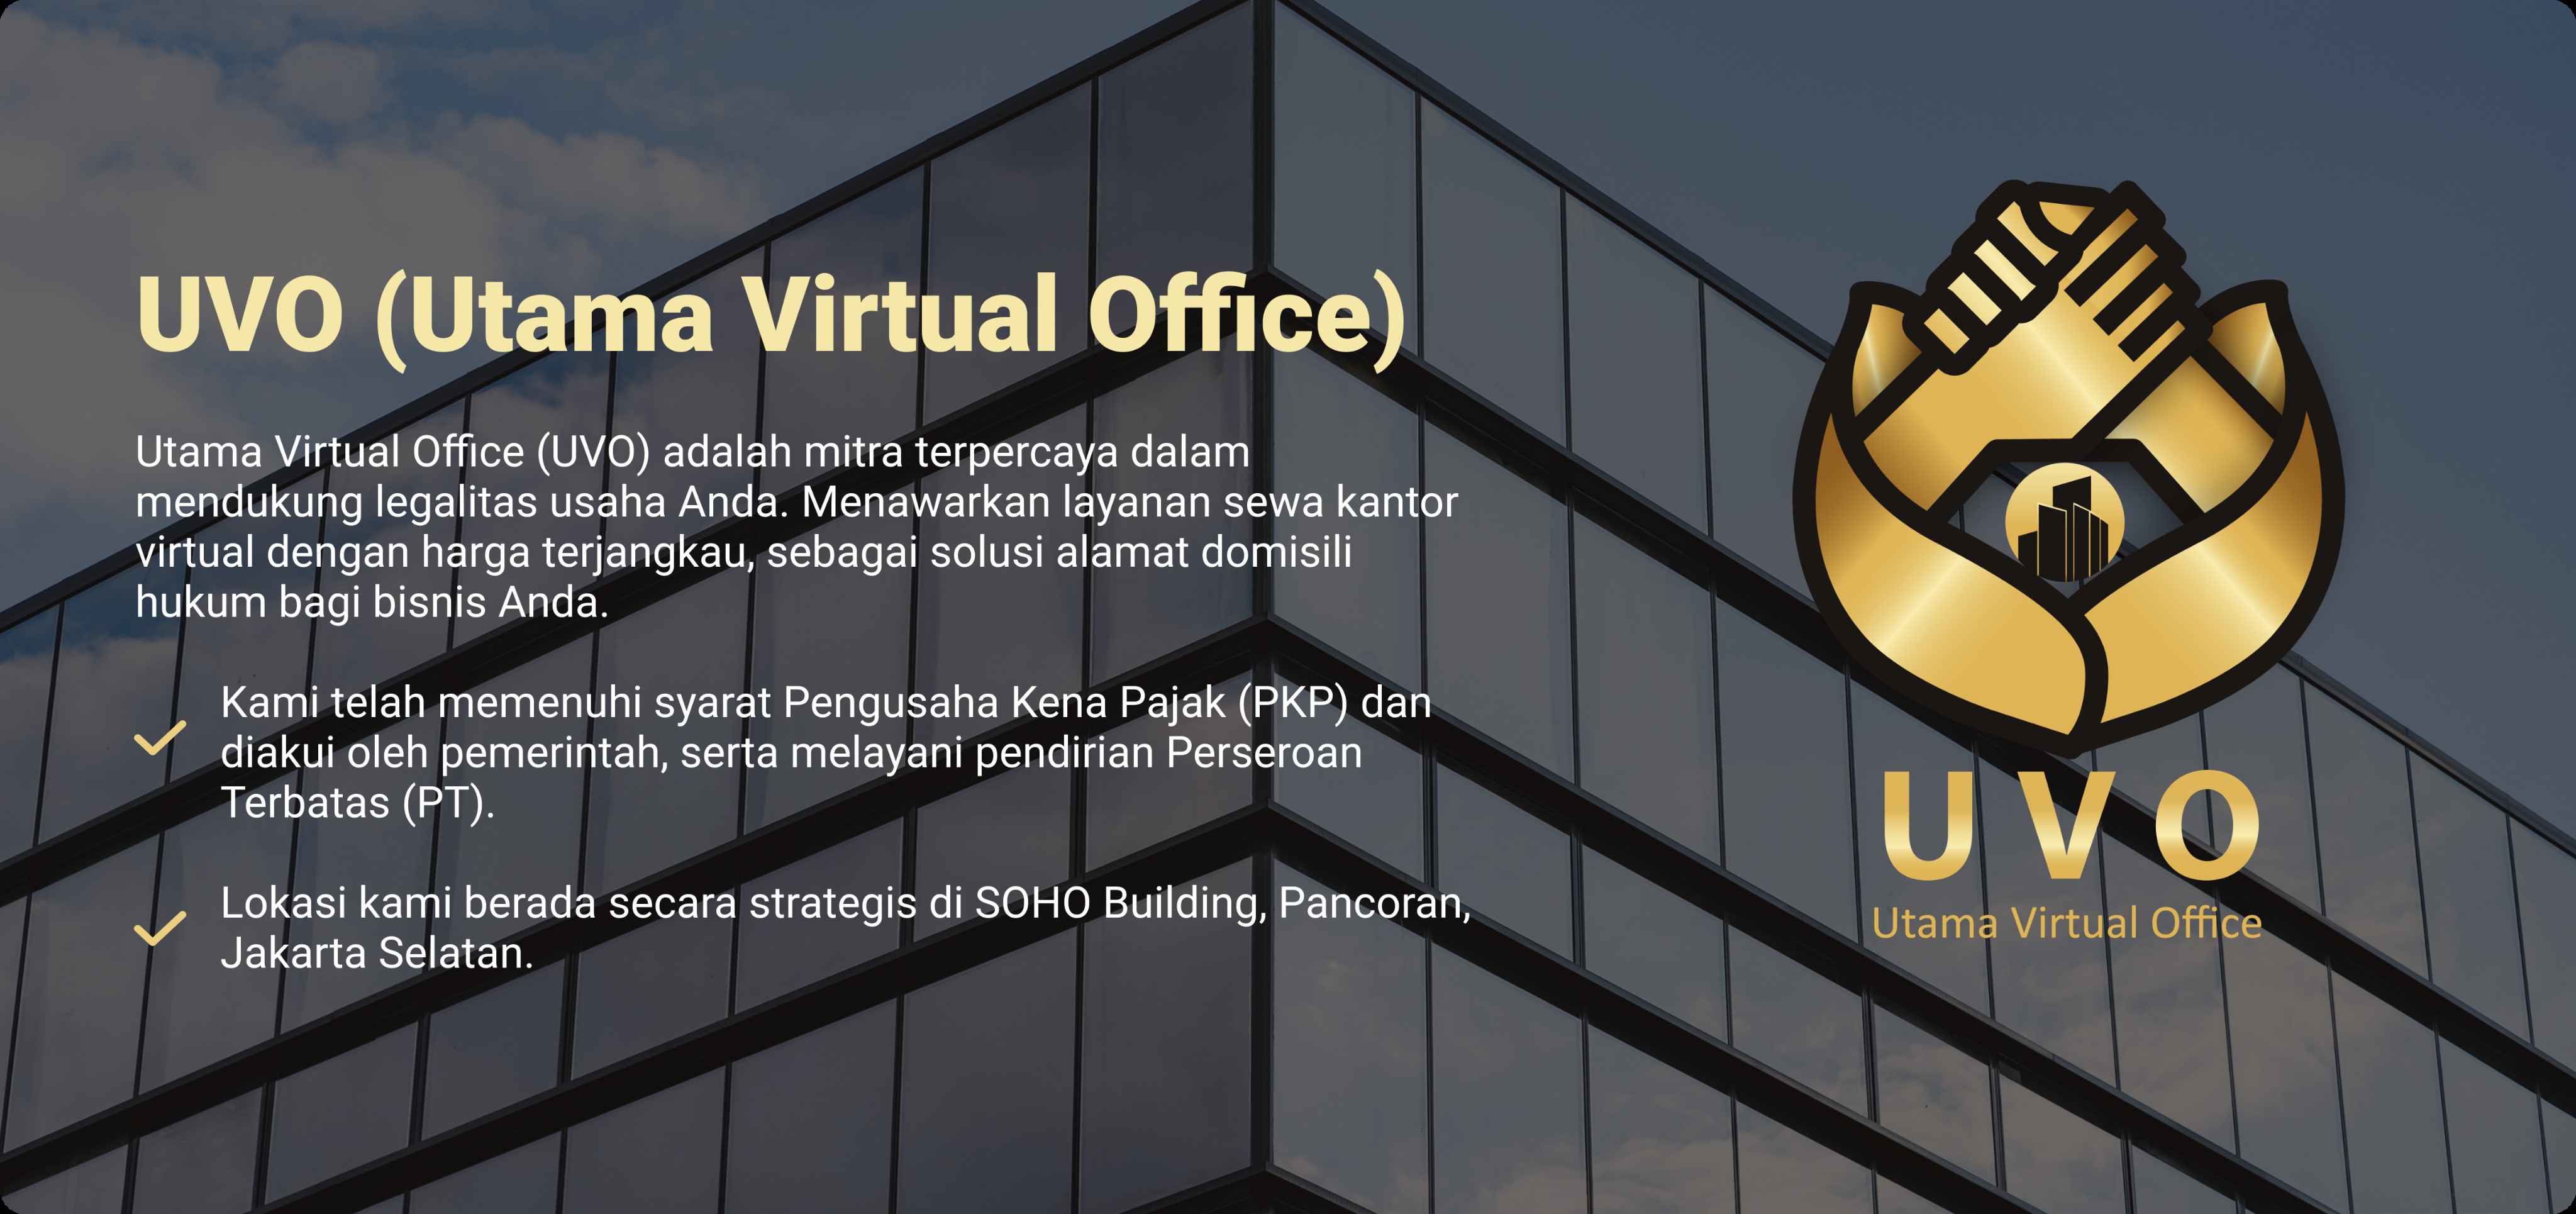 UVO (Utama Virtual Office)
Utama Virtual Office (UVO) adalah mitra terpercaya dalam
mendukung legalitas usaha Anda. Menawarkan layanan sewa kantor
virtual dengan harga terjangkau, sebagai solusi alamat domisili
hukum bagi bisnis Anda.
Kami telah memenuhi syarat Pengusaha Kena Pajak (PKP) dan
diakui oleh pemerintah, serta melayani pendirian Perseroan
Terbatas (PT).
Lokasi kami berada secara strategis di SOHO Building, Pancoran,
Jakarta Selatan.
UVO
Utama Virtual Office